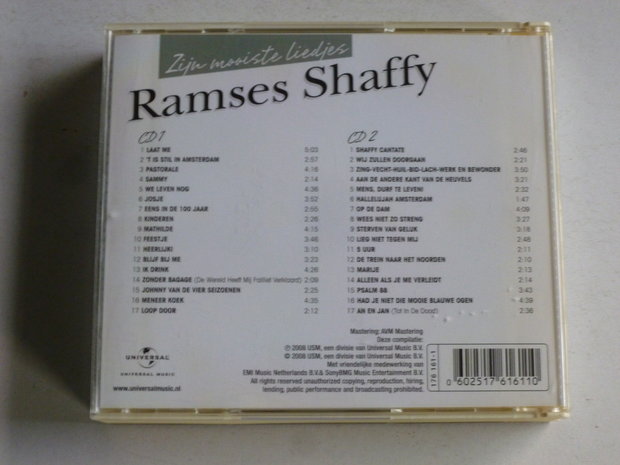 Zijn mooiste liedjes
Ramses Shaffy
CD 1
1 LAAT ME 5:03
2 'T IS STIL IN AMSTERDAM 2:57
3 PASTORALE 4:16
4 SAMMY 2:14
5 WE LEVEN NOG 4:36
6 JOSJE 3:52
7 EENS IN DE 100 JAAR 2:55
8 KINDEREN 2:26
9 MATHILDE 4:15
10 FEESTJE 3:46
11 HEERLIJK! 3:10
12 BLIJF BIJ ME 3:23
13 IK DRINK 4:26
14 ZONDER BAGAGE (De Wereld Heeft Mij Failliet Verklaard) 2:09
15 JOHNNY VAN DE VIER SEIZOENEN 2:25
16 MENEER KOEK 4:35
17 LOOP DOOR 2:12
CD 2
1 SHAFFY CANTATE 2:46
2 WIJ ZULLEN DOORGAAN 2:21
3 ZING-VECHT-HUIL-BID-LACH-WERK EN BEWONDER 3:50
4 AAN DE ANDERE KANT VAN DE HEUVELS 3:21
5 MENS, DURF TE LEVEN! 2:32
6 HALLELUJAH AMSTERDAM 1:47
7 OP DE DAM 4:09
8 WEES NIET ZO STRENG 3:27
9 STERVEN VAN GELUK 3:18
10 LIEG NIET TEGEN MIJ 2:48
11 5 UUR 2:11
12 DE TREIN NAAR HET NOORDEN 2:10
13 MARIJE 2:13
14 ALLEEN ALS JE ME VERLEIDT 2:14
15 PSALM 88 3:43
16 HAD JE NIET DIE MOOIE BLAUWE OGEN 4:39
17 AN EN JAN (Tot In De Dood) 2:36
Mastering: AVM Mastering
Deze compilatie:
℗ 2008 USM, een divisie van Universal Music B.V.
© 2008 USM, een divisie van Universal Music B.V.
Met vriendelijke medewerking van
EMI Music Netherlands B.V.& SonyBMG Music Entertainment B.V.
All rights reserved unauthorized copying, reproduction, hiring,
lending, public performance and broadcasting prohibited.
UNIVERSAL
UNIVERSAL MUSIC
www.universalmusic.nl
176 161-1
0 602517 616110